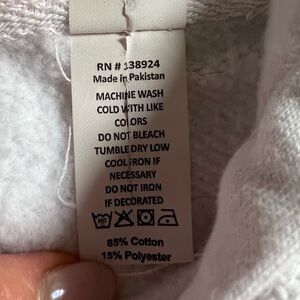 RN # 138924
Made in Pakistan
MACHINE WASH
COLD WITH LIKE
COLORS
DO NOT BLEACH
TUMBLE DRY LOW
COOL IRON IF
NECESSARY
DO NOT IRON
IF DECORATED
85% Cotton
15% Polyester